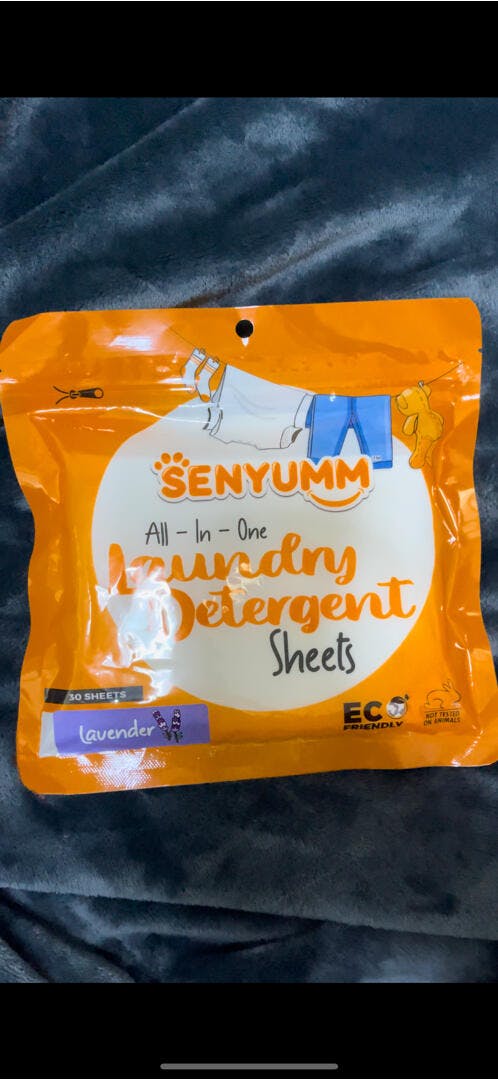 SENYUMM
All - In - One
Laundry
Detergent
Sheets
30 SHEETS
Lavender
ECO
FRIENDLY
NOT TESTED
ON ANIMALS